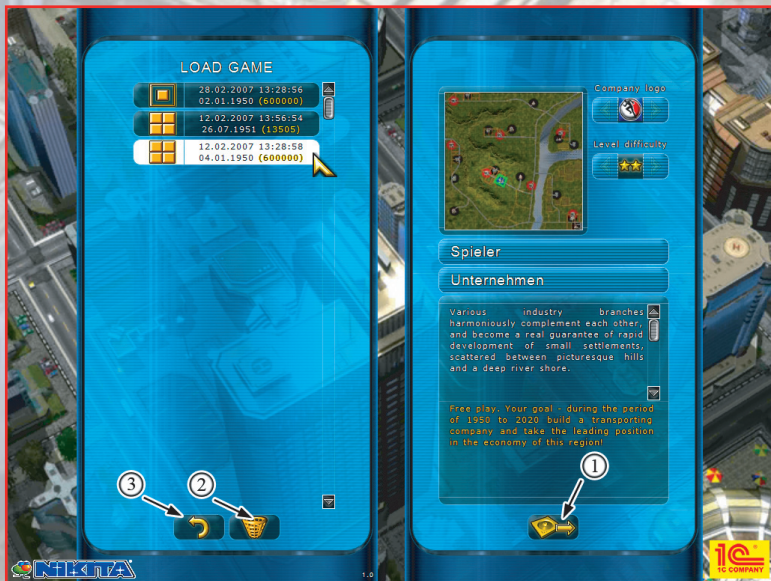 LOAD GAME
28.02.2007 13:28:56
02.01.1950 (600000)
12.02.2007 13:56:54
26.07.1951 (13505)
12.02.2007 13:28:58
04.01.1950 (600000)
3
2
NIKITA
1.0
Company logo
Level difficulty
Spieler
Unternehmen
Various industry branches
harmoniously complement each other,
and become a real guarantee of rapid
development of small settlements,
scattered between picturesque hills
and a deep river shore.
Free play. Your goal - during the period
of 1950 to 2020 build a transporting
company and take the leading position
in the economy of this region!
1
1C
1C COMPANY